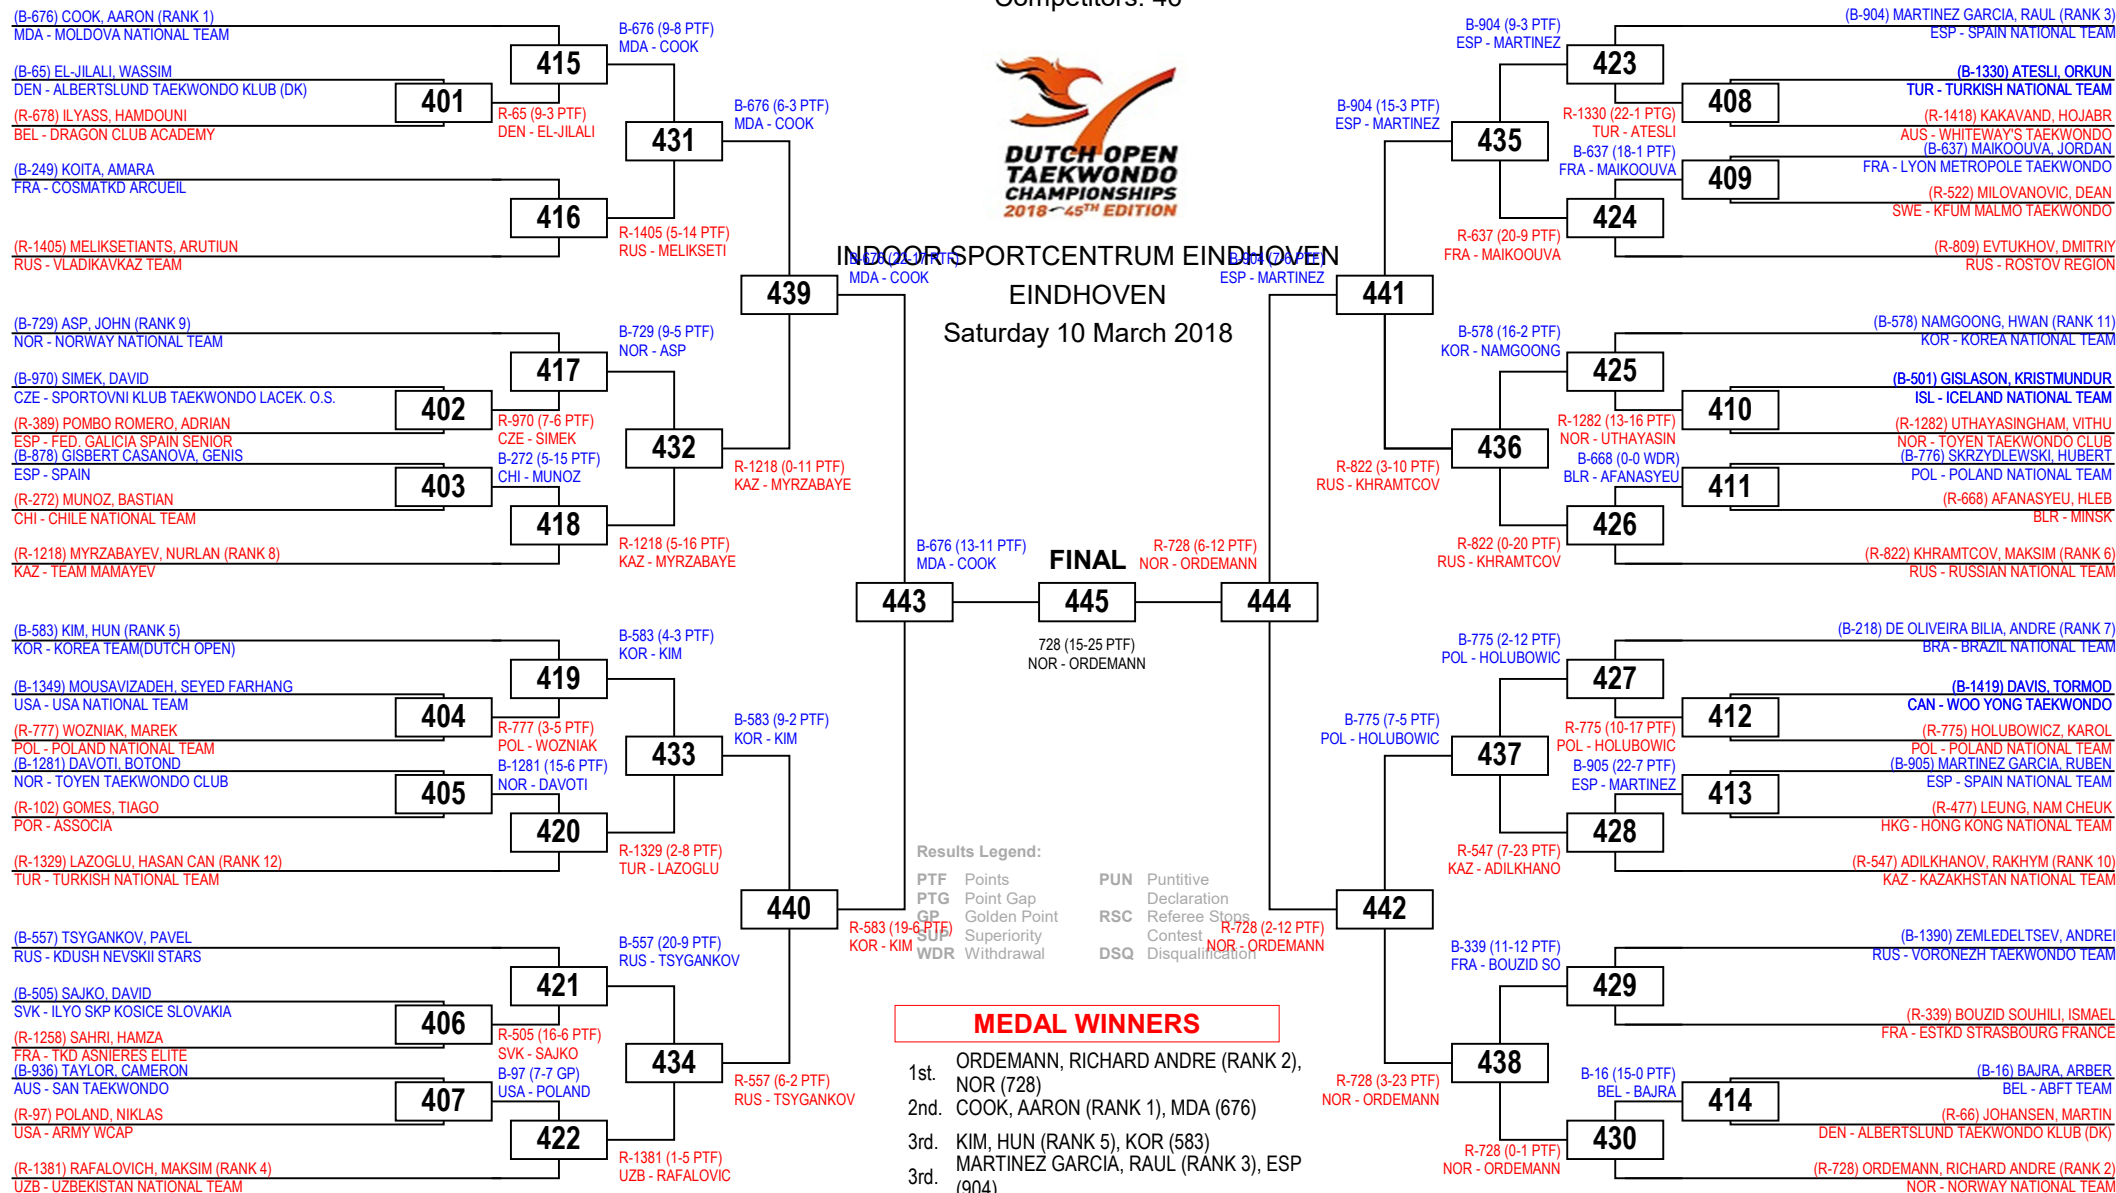 Competitors: 46
(B-676) COOK, AARON (RANK 1)
MDA - MOLDOVA NATIONAL TEAM
(B-65) EL-JILALI, WASSIM
DEN - ALBERTSLUND TAEKWONDO KLUB (DK)
(R-678) ILYASS, HAMDOUNI
BEL - DRAGON CLUB ACADEMY
(B-249) KOITA, AMARA
FRA - COSMATKD ARCUEIL
(R-1405) MELIKSETIANTS, ARUTIUN
RUS - VLADIKAVKAZ TEAM
(B-729) ASP, JOHN (RANK 9)
NOR - NORWAY NATIONAL TEAM
(B-970) SIMEK, DAVID
CZE - SPORTOVNI KLUB TAEKWONDO LACEK. O.S.
(R-389) POMBO ROMERO, ADRIAN
ESP - FED. GALICIA SPAIN SENIOR
(B-878) GISBERT CASANOVA, GENIS
ESP - SPAIN
(R-272) MUNOZ, BASTIAN
CHI - CHILE NATIONAL TEAM
(R-1218) MYRZABAYEV, NURLAN (RANK 8)
KAZ - TEAM MAMAYEV
(B-583) KIM, HUN (RANK 5)
KOR - KOREA TEAM(DUTCH OPEN)
(B-1349) MOUSAVIZADEH, SEYED FARHANG
USA - USA NATIONAL TEAM
(R-777) WOZNIAK, MAREK
POL - POLAND NATIONAL TEAM
(B-1281) DAVOTI, BOTOND
NOR - TOYEN TAEKWONDO CLUB
(R-102) GOMES, TIAGO
POR - ASSOCIA
(R-1329) LAZOGLU, HASAN CAN (RANK 12)
TUR - TURKISH NATIONAL TEAM
(B-557) TSYGANKOV, PAVEL
RUS - KDUSH NEVSKII STARS
(B-505) SAJKO, DAVID
SVK - ILYO SKP KOSICE SLOVAKIA
(R-1258) SAHRI, HAMZA
FRA - TKD ASNIERES ELITE
(B-936) TAYLOR, CAMERON
AUS - SAN TAEKWONDO
(R-97) POLAND, NIKLAS
USA - ARMY WCAP
(R-1381) RAFALOVICH, MAKSIM (RANK 4)
UZB - UZBEKISTAN NATIONAL TEAM
401
402
403
404
405
406
407
R-65 (9-3 PTF)
DEN - EL-JILALI
R-970 (7-6 PTF)
CZE - SIMEK
B-272 (5-15 PTF)
CHI - MUNOZ
R-777 (3-5 PTF)
POL - WOZNIAK
B-1281 (15-6 PTF)
NOR - DAVOTI
R-505 (16-6 PTF)
SVK - SAJKO
B-97 (7-7 GP)
USA - POLAND
415
416
417
418
419
420
421
422
B-676 (9-8 PTF)
MDA - COOK
R-1405 (5-14 PTF)
RUS - MELIKSETI
B-729 (9-5 PTF)
NOR - ASP
R-1218 (5-16 PTF)
KAZ - MYRZABAYE
B-583 (4-3 PTF)
KOR - KIM
R-1329 (2-8 PTF)
TUR - LAZOGLU
B-557 (20-9 PTF)
RUS - TSYGANKOV
R-1381 (1-5 PTF)
UZB - RAFALOVIC
431
432
433
434
B-676 (6-3 PTF)
MDA - COOK
R-1218 (0-11 PTF)
KAZ - MYRZABAYE
B-583 (9-2 PTF)
KOR - KIM
R-557 (6-2 PTF)
RUS - TSYGANKOV
439
440
B-676 (22-17 PTF)
MDA - COOK
R-583 (19-6 PTF)
KOR - KIM
443
B-676 (13-11 PTF)
MDA - COOK
DUTCH OPEN
TAEKWONDO
CHAMPIONSHIPS
2018 45TH EDITION
INDOOR SPORTCENTRUM EINDHOVEN
EINDHOVEN
Saturday 10 March 2018
FINAL
445
728 (15-25 PTF)
NOR - ORDEMANN
Results Legend:
PTF Points
PTG Point Gap
GP Golden Point
SUP Superiority
WDR Withdrawal
PUN Puntitive
Declaration
RSC Referee Stops
Contest
DSQ Disqualification
MEDAL WINNERS
1st. ORDEMANN, RICHARD ANDRE (RANK 2),
NOR (728)
2nd. COOK, AARON (RANK 1), MDA (676)
3rd. KIM, HUN (RANK 5), KOR (583)
3rd. MARTINEZ GARCIA, RAUL (RANK 3), ESP
(904)
R-728 (6-12 PTF)
NOR - ORDEMANN
444
B-904 (7-6 PTF)
ESP - MARTINEZ
R-728 (2-12 PTF)
NOR - ORDEMANN
441
442
B-904 (15-3 PTF)
ESP - MARTINEZ
R-822 (3-10 PTF)
RUS - KHRAMTCOV
B-775 (7-5 PTF)
POL - HOLUBOWIC
R-728 (3-23 PTF)
NOR - ORDEMANN
435
436
437
438
B-904 (9-3 PTF)
ESP - MARTINEZ
R-637 (20-9 PTF)
FRA - MAIKOOUVA
B-578 (16-2 PTF)
KOR - NAMGOONG
R-822 (0-20 PTF)
RUS - KHRAMTCOV
B-775 (2-12 PTF)
POL - HOLUBOWIC
R-547 (7-23 PTF)
KAZ - ADILKHANO
B-339 (11-12 PTF)
FRA - BOUZID SO
R-728 (0-1 PTF)
NOR - ORDEMANN
423
424
425
426
427
428
429
430
R-1330 (22-1 PTG)
TUR - ATESLI
B-637 (18-1 PTF)
FRA - MAIKOOUVA
R-1282 (13-16 PTF)
NOR - UTHAYASIN
B-668 (0-0 WDR)
BLR - AFANASYEU
R-775 (10-17 PTF)
POL - HOLUBOWIC
B-905 (22-7 PTF)
ESP - MARTINEZ
B-16 (15-0 PTF)
BEL - BAJRA
408
409
410
411
412
413
414
(B-904) MARTINEZ GARCIA, RAUL (RANK 3)
ESP - SPAIN NATIONAL TEAM
(B-1330) ATESLI, ORKUN
TUR - TURKISH NATIONAL TEAM
(R-1418) KAKAVAND, HOJABR
AUS - WHITEWAY'S TAEKWONDO
(B-637) MAIKOOUVA, JORDAN
FRA - LYON METROPOLE TAEKWONDO
(R-522) MILOVANOVIC, DEAN
SWE - KFUM MALMO TAEKWONDO
(R-809) EVTUKHOV, DMITRIY
RUS - ROSTOV REGION
(B-578) NAMGOONG, HWAN (RANK 11)
KOR - KOREA NATIONAL TEAM
(B-501) GISLASON, KRISTMUNDUR
ISL - ICELAND NATIONAL TEAM
(R-1282) UTHAYASINGHAM, VITHU
NOR - TOYEN TAEKWONDO CLUB
(B-776) SKRZYDLEWSKI, HUBERT
POL - POLAND NATIONAL TEAM
(R-668) AFANASYEU, HLEB
BLR - MINSK
(R-822) KHRAMTCOV, MAKSIM (RANK 6)
RUS - RUSSIAN NATIONAL TEAM
(B-218) DE OLIVEIRA BILIA, ANDRE (RANK 7)
BRA - BRAZIL NATIONAL TEAM
(B-1419) DAVIS, TORMOD
CAN - WOO YONG TAEKWONDO
(R-775) HOLUBOWICZ, KAROL
POL - POLAND NATIONAL TEAM
(B-905) MARTINEZ GARCIA, RUBEN
ESP - SPAIN NATIONAL TEAM
(R-477) LEUNG, NAM CHEUK
HKG - HONG KONG NATIONAL TEAM
(R-547) ADILKHANOV, RAKHYM (RANK 10)
KAZ - KAZAKHSTAN NATIONAL TEAM
(B-1390) ZEMLEDELTSEV, ANDREI
RUS - VORONEZH TAEKWONDO TEAM
(R-339) BOUZID SOUHILI, ISMAEL
FRA - ESTKD STRASBOURG FRANCE
(B-16) BAJRA, ARBER
BEL - ABFT TEAM
(R-66) JOHANSEN, MARTIN
DEN - ALBERTSLUND TAEKWONDO KLUB (DK)
(R-728) ORDEMANN, RICHARD ANDRE (RANK 2)
NOR - NORWAY NATIONAL TEAM